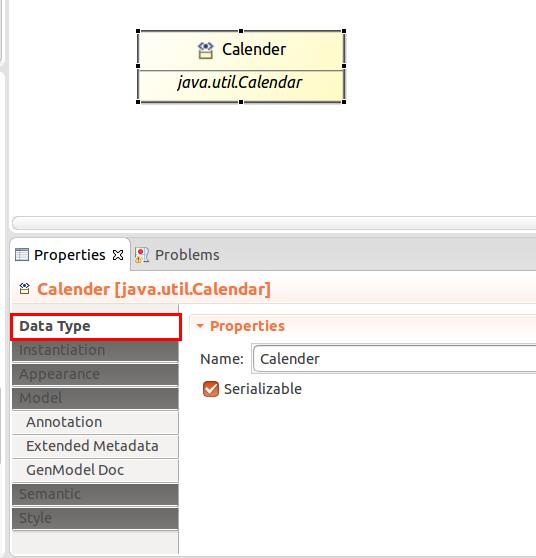 Calender
java.util.Calendar
Properties
Problems
Calender [java.util.Calendar]
Data Type
Instantiation
Appearance
Model
Annotation
Extended Metadata
GenModel Doc
Semantic
Style
Properties
Name: Calender
Serializable